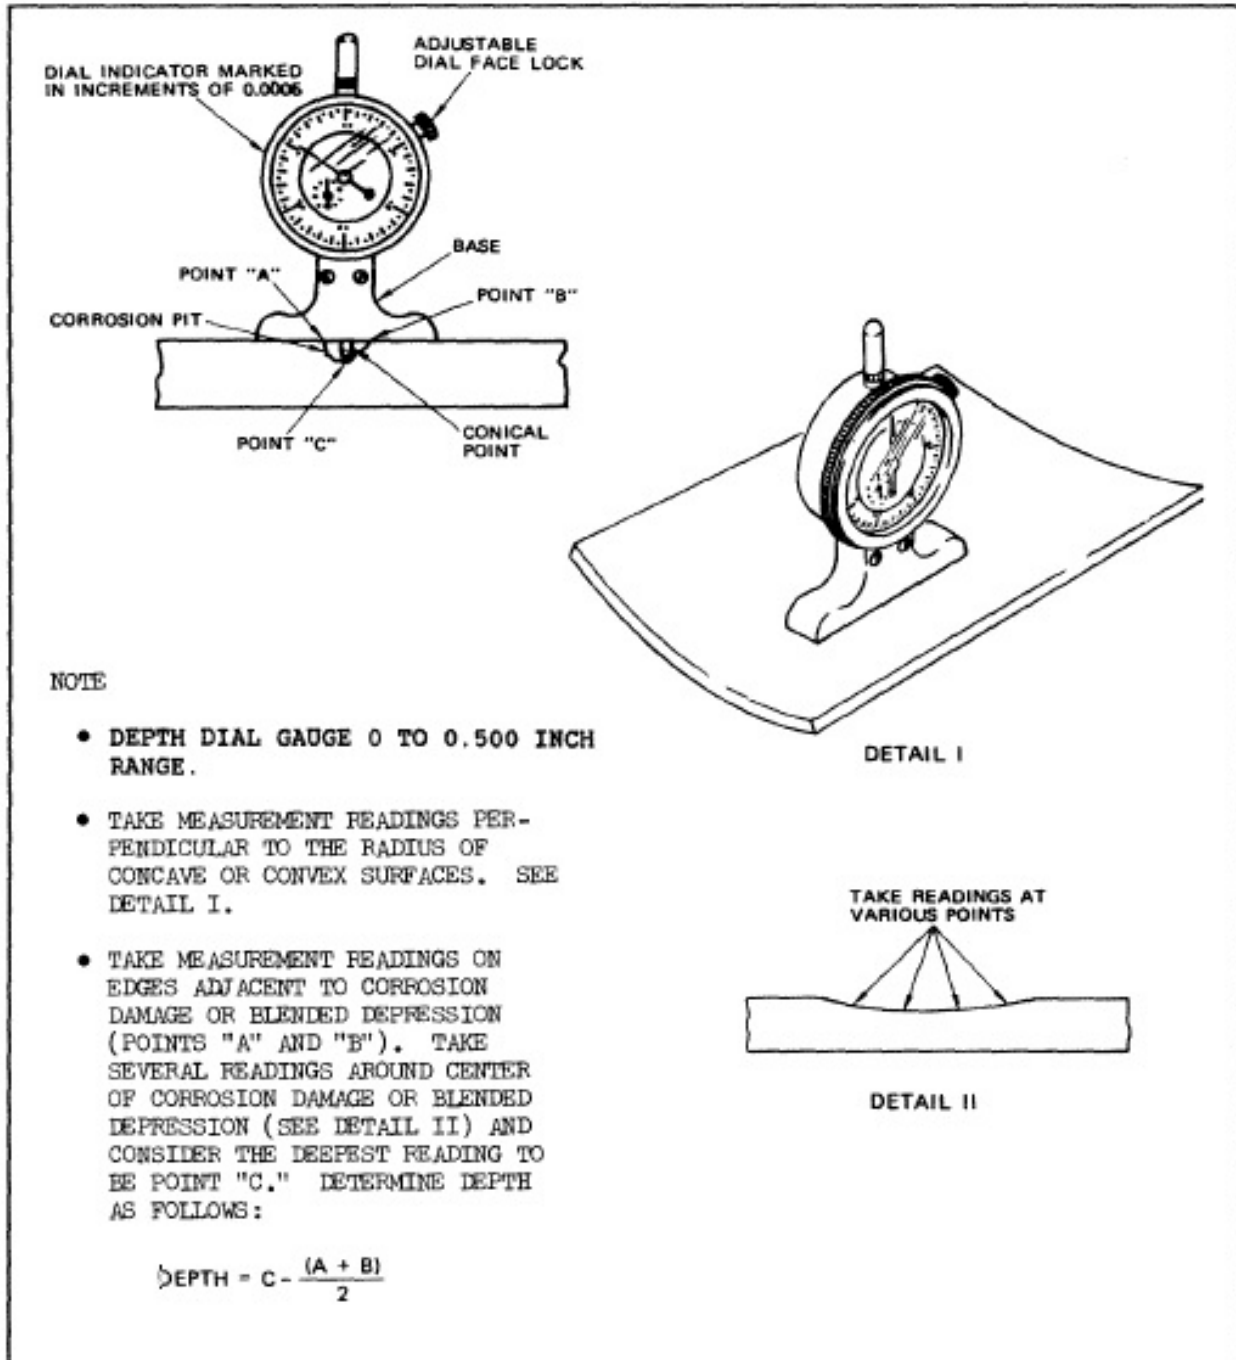 DIAL INDICATOR MARKED
IN INCREMENTS OF 0.0005
ADJUSTABLE
DIAL FACE LOCK
BASE
POINT "A"
POINT "B"
CORROSION PIT
POINT "C"
CONICAL
POINT
DETAIL I
NOTE
● DEPTH DIAL GAUGE 0 TO 0.500 INCH
RANGE.
● TAKE MEASUREMENT READINGS PER-
PENDICULAR TO THE RADIUS OF
CONCAVE OR CONVEX SURFACES. SEE
DETAIL I.
● TAKE MEASUREMENT READINGS ON
EDGES ADJACENT TO CORROSION
DAMAGE OR BLENDED DEPRESSION
(POINTS "A" AND "B"). TAKE
SEVERAL READINGS AROUND CENTER
OF CORROSION DAMAGE OR BLENDED
DEPRESSION (SEE DETAIL II) AND
CONSIDER THE DEEPEST READING TO
BE POINT "C." DETERMINE DEPTH
AS FOLLOWS:
DEPTH = C - (A + B)
2
TAKE READINGS AT
VARIOUS POINTS
DETAIL II